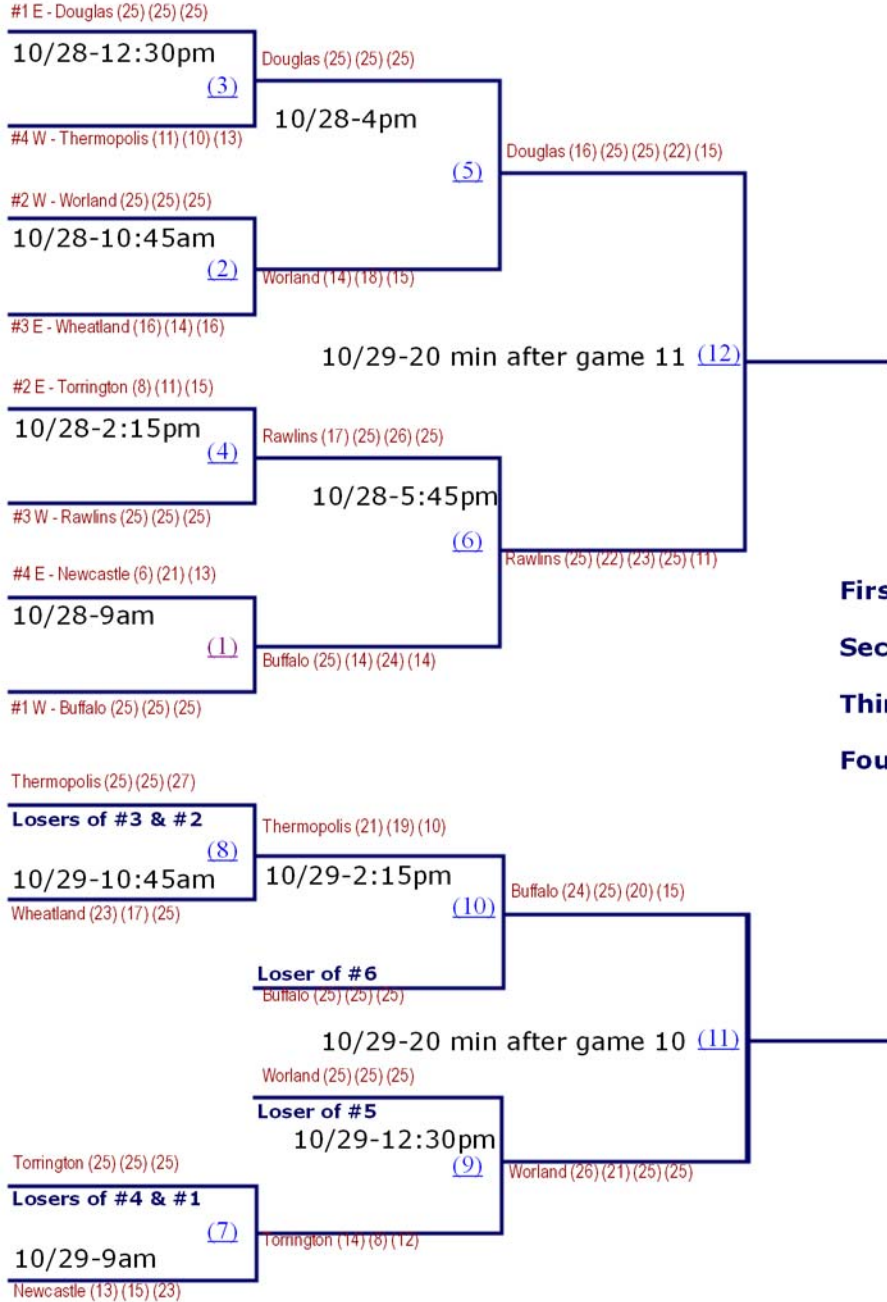 #1 E - Douglas (25) (25) (25)
10/28-12:30pm
(3)
#4 W - Thermopolis (11) (10) (13)
Douglas (25) (25) (25)
10/28-4pm
(5)
#2 W - Worland (25) (25) (25)
10/28-10:45am
(2)
#3 E - Wheatland (16) (14) (16)
Worland (14) (18) (15)
Douglas (16) (25) (25) (22) (15)
10/29-20 min after game 11 (12)
#2 E - Torrington (8) (11) (15)
10/28-2:15pm
(4)
#3 W - Rawlins (25) (25) (25)
Rawlins (17) (25) (26) (25)
10/28-5:45pm
(6)
Rawlins (25) (22) (23) (25) (11)
#4 E - Newcastle (6) (21) (13)
10/28-9am
(1)
#1 W - Buffalo (25) (25) (25)
Buffalo (25) (14) (24) (14)
Firs
Sec
Thir
Fou
Thermopolis (25) (25) (27)
Losers of #3 & #2
(8)
10/29-10:45am
Wheatland (23) (17) (25)
Thermopolis (21) (19) (10)
10/29-2:15pm
(10)
Loser of #6
Buffalo (25) (25) (25)
Buffalo (24) (25) (20) (15)
10/29-20 min after game 10 (11)
Worland (25) (25) (25)
Loser of #5
10/29-12:30pm
(9)
Worland (26) (21) (25) (25)
Torrington (25) (25) (25)
Losers of #4 & #1
(7)
10/29-9am
Newcastle (13) (15) (23)
Torrington (14) (8) (12)